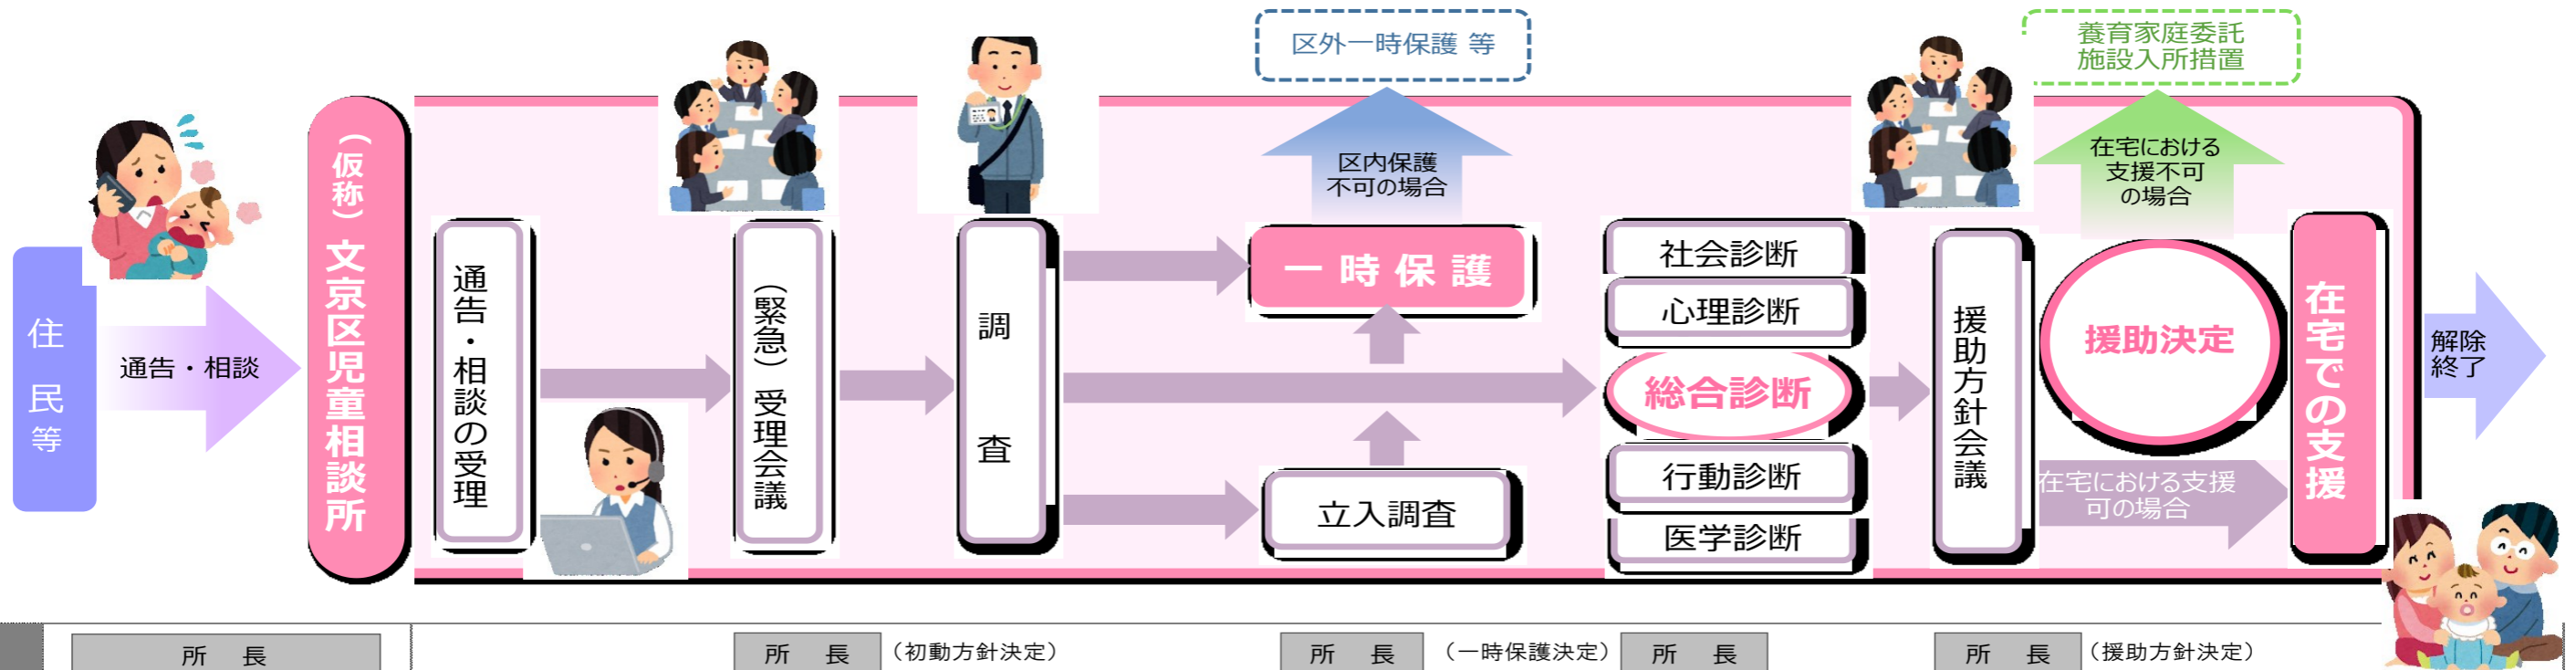 住民等
通告・相談
（仮称）文京区児童相談所
通告・相談の受理
（緊急）受理会議
調査
区外一時保護 等
区内保護
不可の場合
一時保護
立入調査
社会診断
心理診断
総合診断
行動診断
医学診断
援助方針会議
養育家庭委託
施設入所措置
在宅における
支援不可
の場合
援助決定
在宅における支援
可の場合
在宅での支援
解除
終了
所 長
所 長 （初動方針決定）
所 長 （一時保護決定）
所 長
所 長 （援助方針決定）